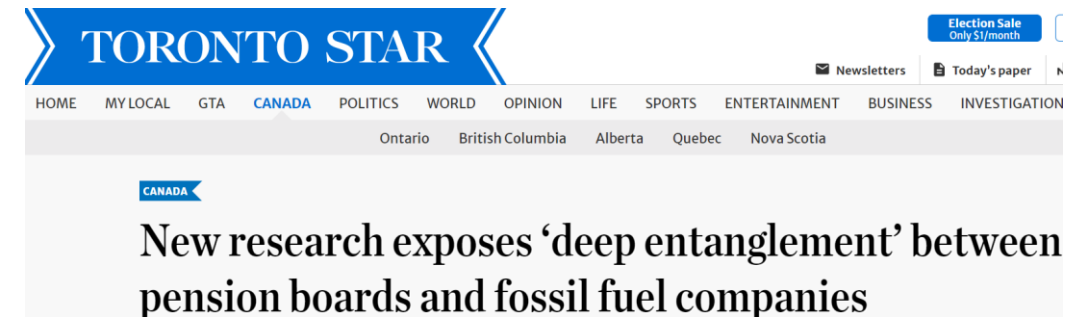 TORONTO STAR
Election Sale
Only $1/month
Newsletters Today's paper
HOME MY LOCAL GTA CANADA POLITICS WORLD OPINION LIFE SPORTS ENTERTAINMENT BUSINESS INVESTIGATION
Ontario British Columbia Alberta Quebec Nova Scotia
CANADA
New research exposes ‘deep entanglement’ between
pension boards and fossil fuel companies